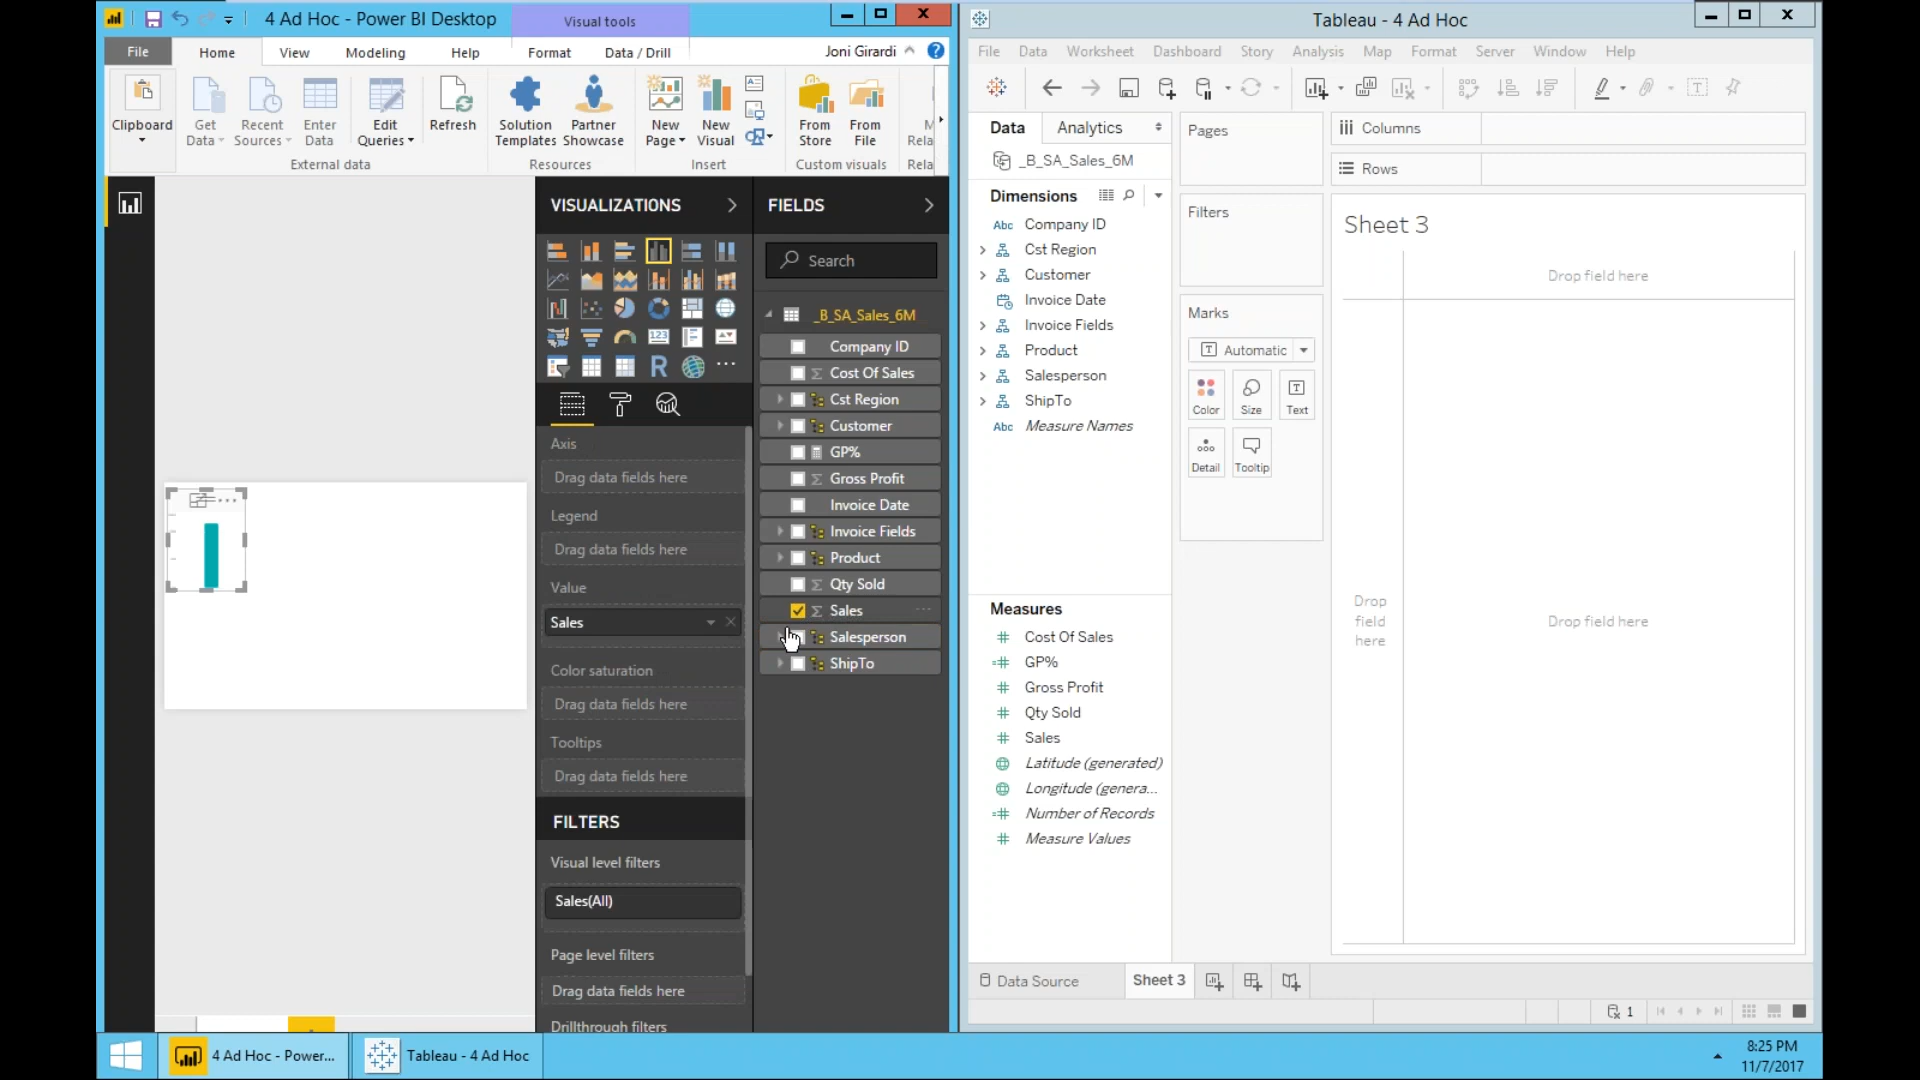 4 Ad Hoc - Power BI Desktop
Visual tools
File
Home
View
Modeling
Help
Format
Data / Drill
Joni Girardi
Clipboard
Get Data
Recent Sources
Enter Data
Edit Queries
Refresh
Solution Templates
Partner Showcase
New Page
New Visual
From Store
From File
External data
Resources
Insert
Custom visuals
Rela
VISUALIZATIONS
Axis
Drag data fields here
Legend
Drag data fields here
Value
Sales
Color saturation
Drag data fields here
Tooltips
Drag data fields here
FILTERS
Visual level filters
Sales(All)
Page level filters
Drag data fields here
Drillthrough filters
FIELDS
Search
_B_SA_Sales_6M
Company ID
Cost Of Sales
Cst Region
Customer
GP%
Gross Profit
Invoice Date
Invoice Fields
Product
Qty Sold
Sales
Salesperson
ShipTo
Tableau - 4 Ad Hoc
File
Data
Worksheet
Dashboard
Story
Analysis
Map
Format
Server
Window
Help
Data
Analytics
_B_SA_Sales_6M
Dimensions
Abc Company ID
Cst Region
Customer
Invoice Date
Invoice Fields
Product
Salesperson
ShipTo
Abc Measure Names
Measures
Cost Of Sales
GP%
Gross Profit
Qty Sold
Sales
Latitude (generated)
Longitude (genera...
Number of Records
Measure Values
Pages
Filters
Marks
Automatic
Color
Size
Text
Detail
Tooltip
Columns
Rows
Sheet 3
Drop field here
Drop
field
here
Drop field here
Data Source
Sheet 3
1
4 Ad Hoc - Power...
Tableau - 4 Ad Hoc
8:25 PM
11/7/2017